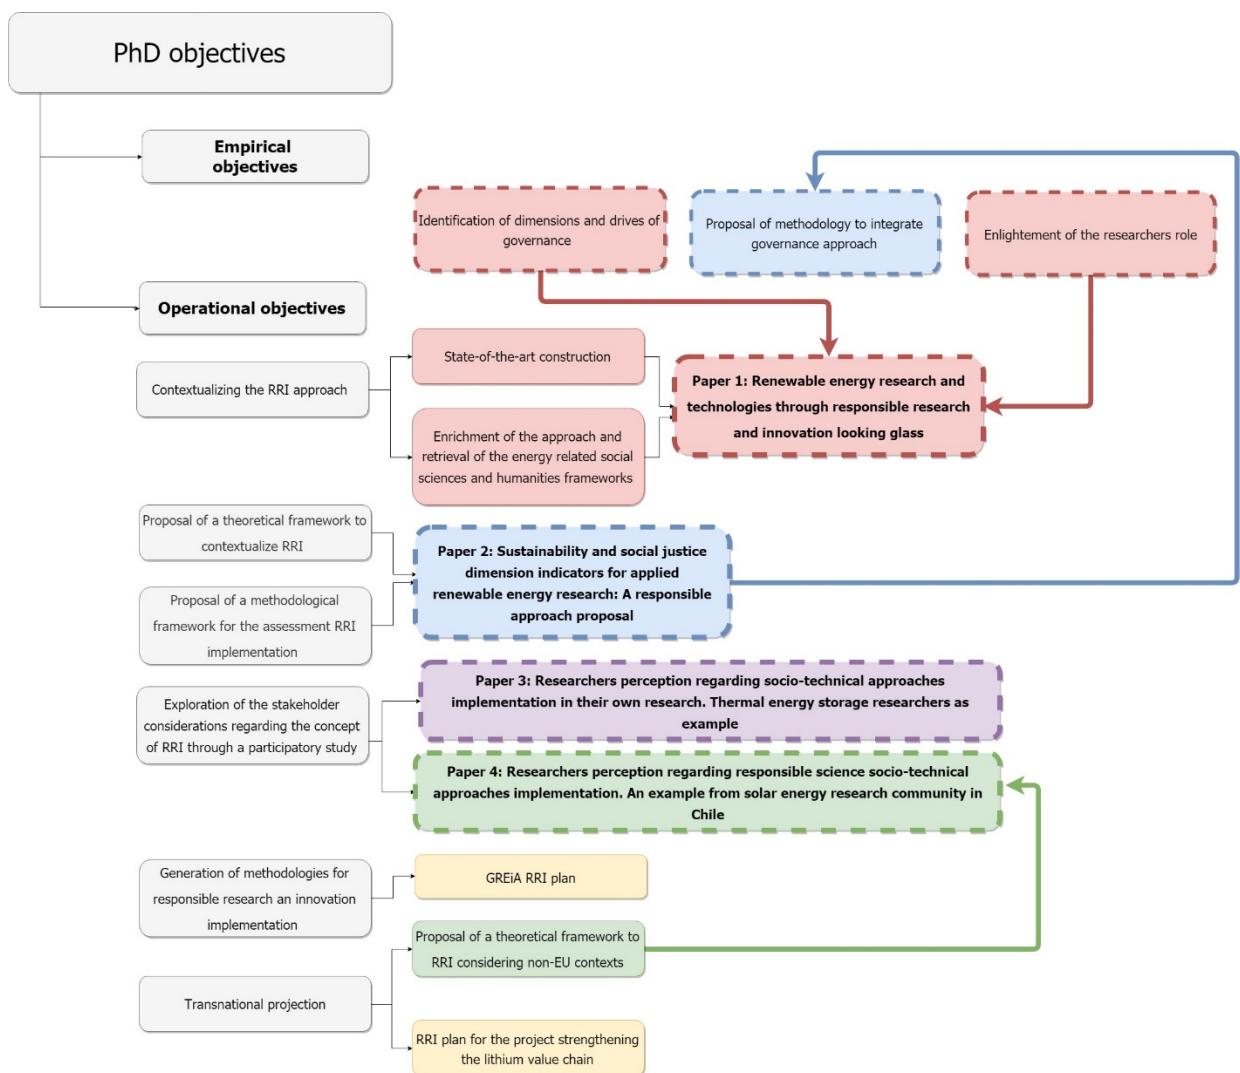 PhD objectives
Empirical
objectives
Identification of dimensions and drives of
governance
Proposal of methodology to integrate
governance approach
Enlightement of the researchers role
Operational objectives
Contextualizing the RRI approach
State-of-the-art construction
Enrichment of the approach and
retrieval of the energy related social
sciences and humanities frameworks
Paper 1: Renewable energy research and
technologies through responsible research
and innovation looking glass
Proposal of a theoretical framework to
contextualize RRI
Proposal of a methodological
framework for the assessment RRI
implementation
Paper 2: Sustainability and social justice
dimension indicators for applied
renewable energy research: A responsible
approach proposal
Exploration of the stakeholder
considerations regarding the concept
of RRI through a participatory study
Paper 3: Researchers perception regarding socio-technical approaches
implementation in their own research. Thermal energy storage researchers as
example
Paper 4: Researchers perception regarding responsible science socio-technical
approaches implementation. An example from solar energy research community in
Chile
Generation of methodologies for
responsible research an innovation
implementation
GREiA RRI plan
Transnational projection
Proposal of a theoretical framework to
RRI considering non-EU contexts
RRI plan for the project strengthening
the lithium value chain